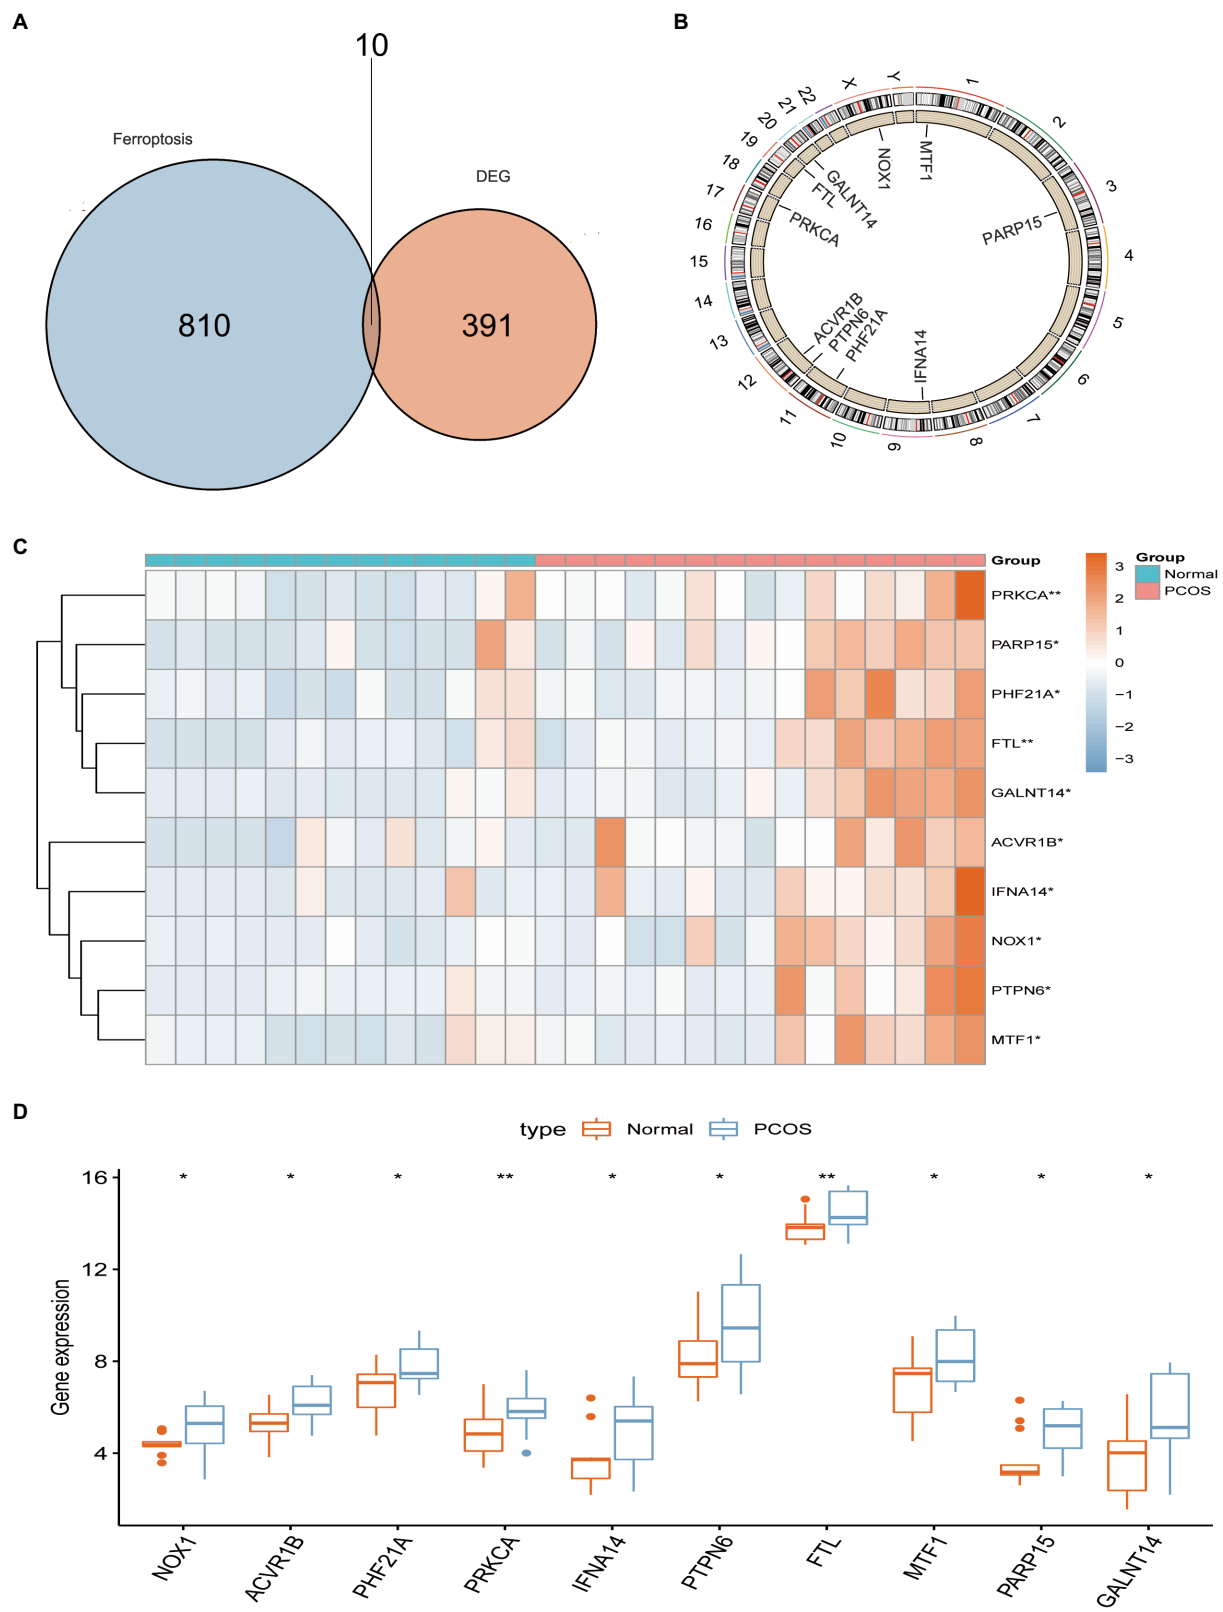 A
10
Ferroptosis
DEG
810
391
B
1
2
3
4
5
6
7
8
9
10
11
12
13
14
15
16
17
18
19
20
21
22
X
Y
MTF1
PARP15
IFNA14
PHF21A
PTPN6
ACVR1B
PRKCA
FTL
GALNT14
NOX1
C
Group
PRKCA**
PARP15*
PHF21A*
FTL**
GALNT14*
ACVR1B*
IFNA14*
NOX1*
PTPN6*
MTF1*
3
2
1
0
−1
−2
−3
Group
Normal
PCOS
D
type Normal PCOS
* * * ** * * ** * * *
16
12
8
4
Gene expression
NOX1
ACVR1B
PHF21A
PRKCA
IFNA14
PTPN6
FTL
MTF1
PARP15
GALNT14